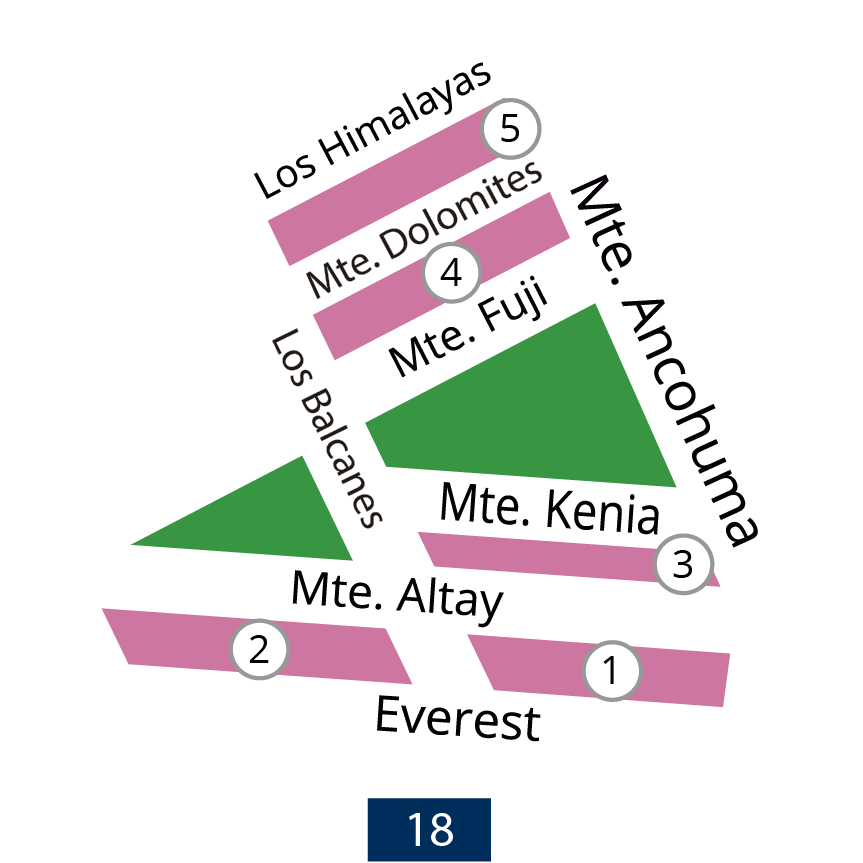 Los Himalayas
5
Mte. Dolomites
4
Mte. Fuji
Mte. Ancohuma
Los Balcanes
Mte. Kenia
3
Mte. Altay
2
1
Everest
18